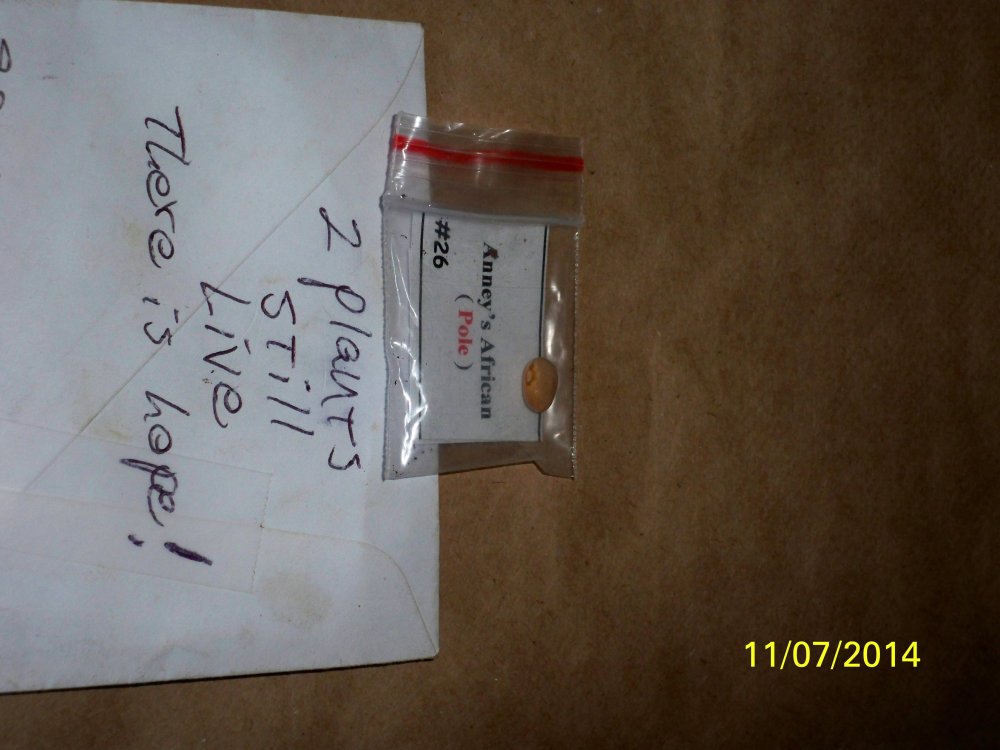 Anney's African
( Pole )
#26
2 plants
still
Live
There is hope!
11/07/2014